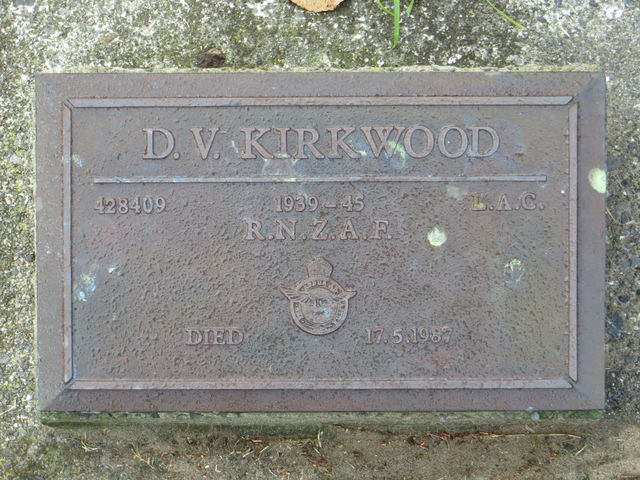 D. V. KIRKWOOD
428409 1939-45 L.A.C.
R.N.Z.A.F.
DIED 17.5.1987